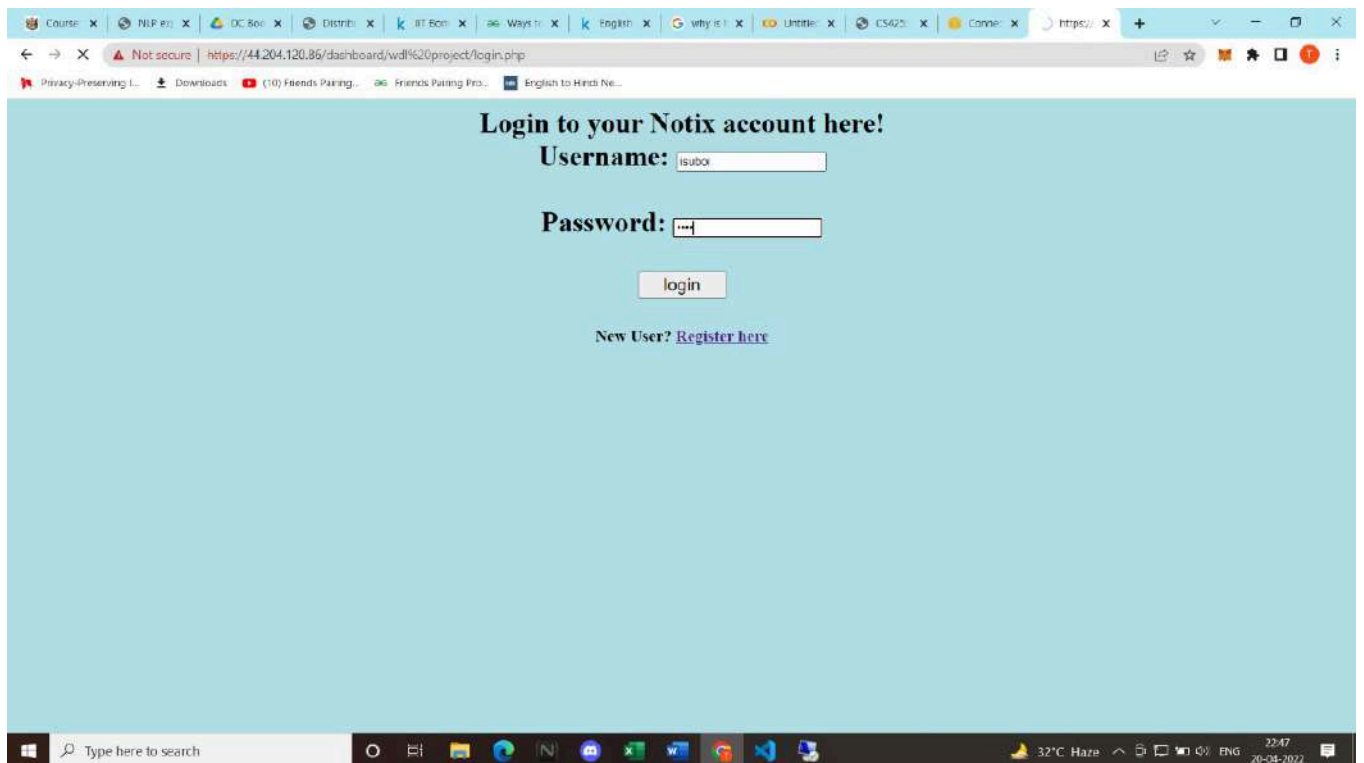 Course
NLP ex
DC Boo
Distrib
IIT Bom
Ways t
English
G why is t
CO Untitle
CS425
Connec
https://
Not secure | https://44.204.120.86/dashboard/wdl%20project/login.php
Privacy-Preserving I...
Downloads
(10) Friends Pairing...
Friends Pairing Pro...
English to Hindi Ne...
Login to your Notix account here!
Username: isuboi
Password:
login
New User? Register here
Type here to search
32°C Haze
ENG
22:47
20-04-2022